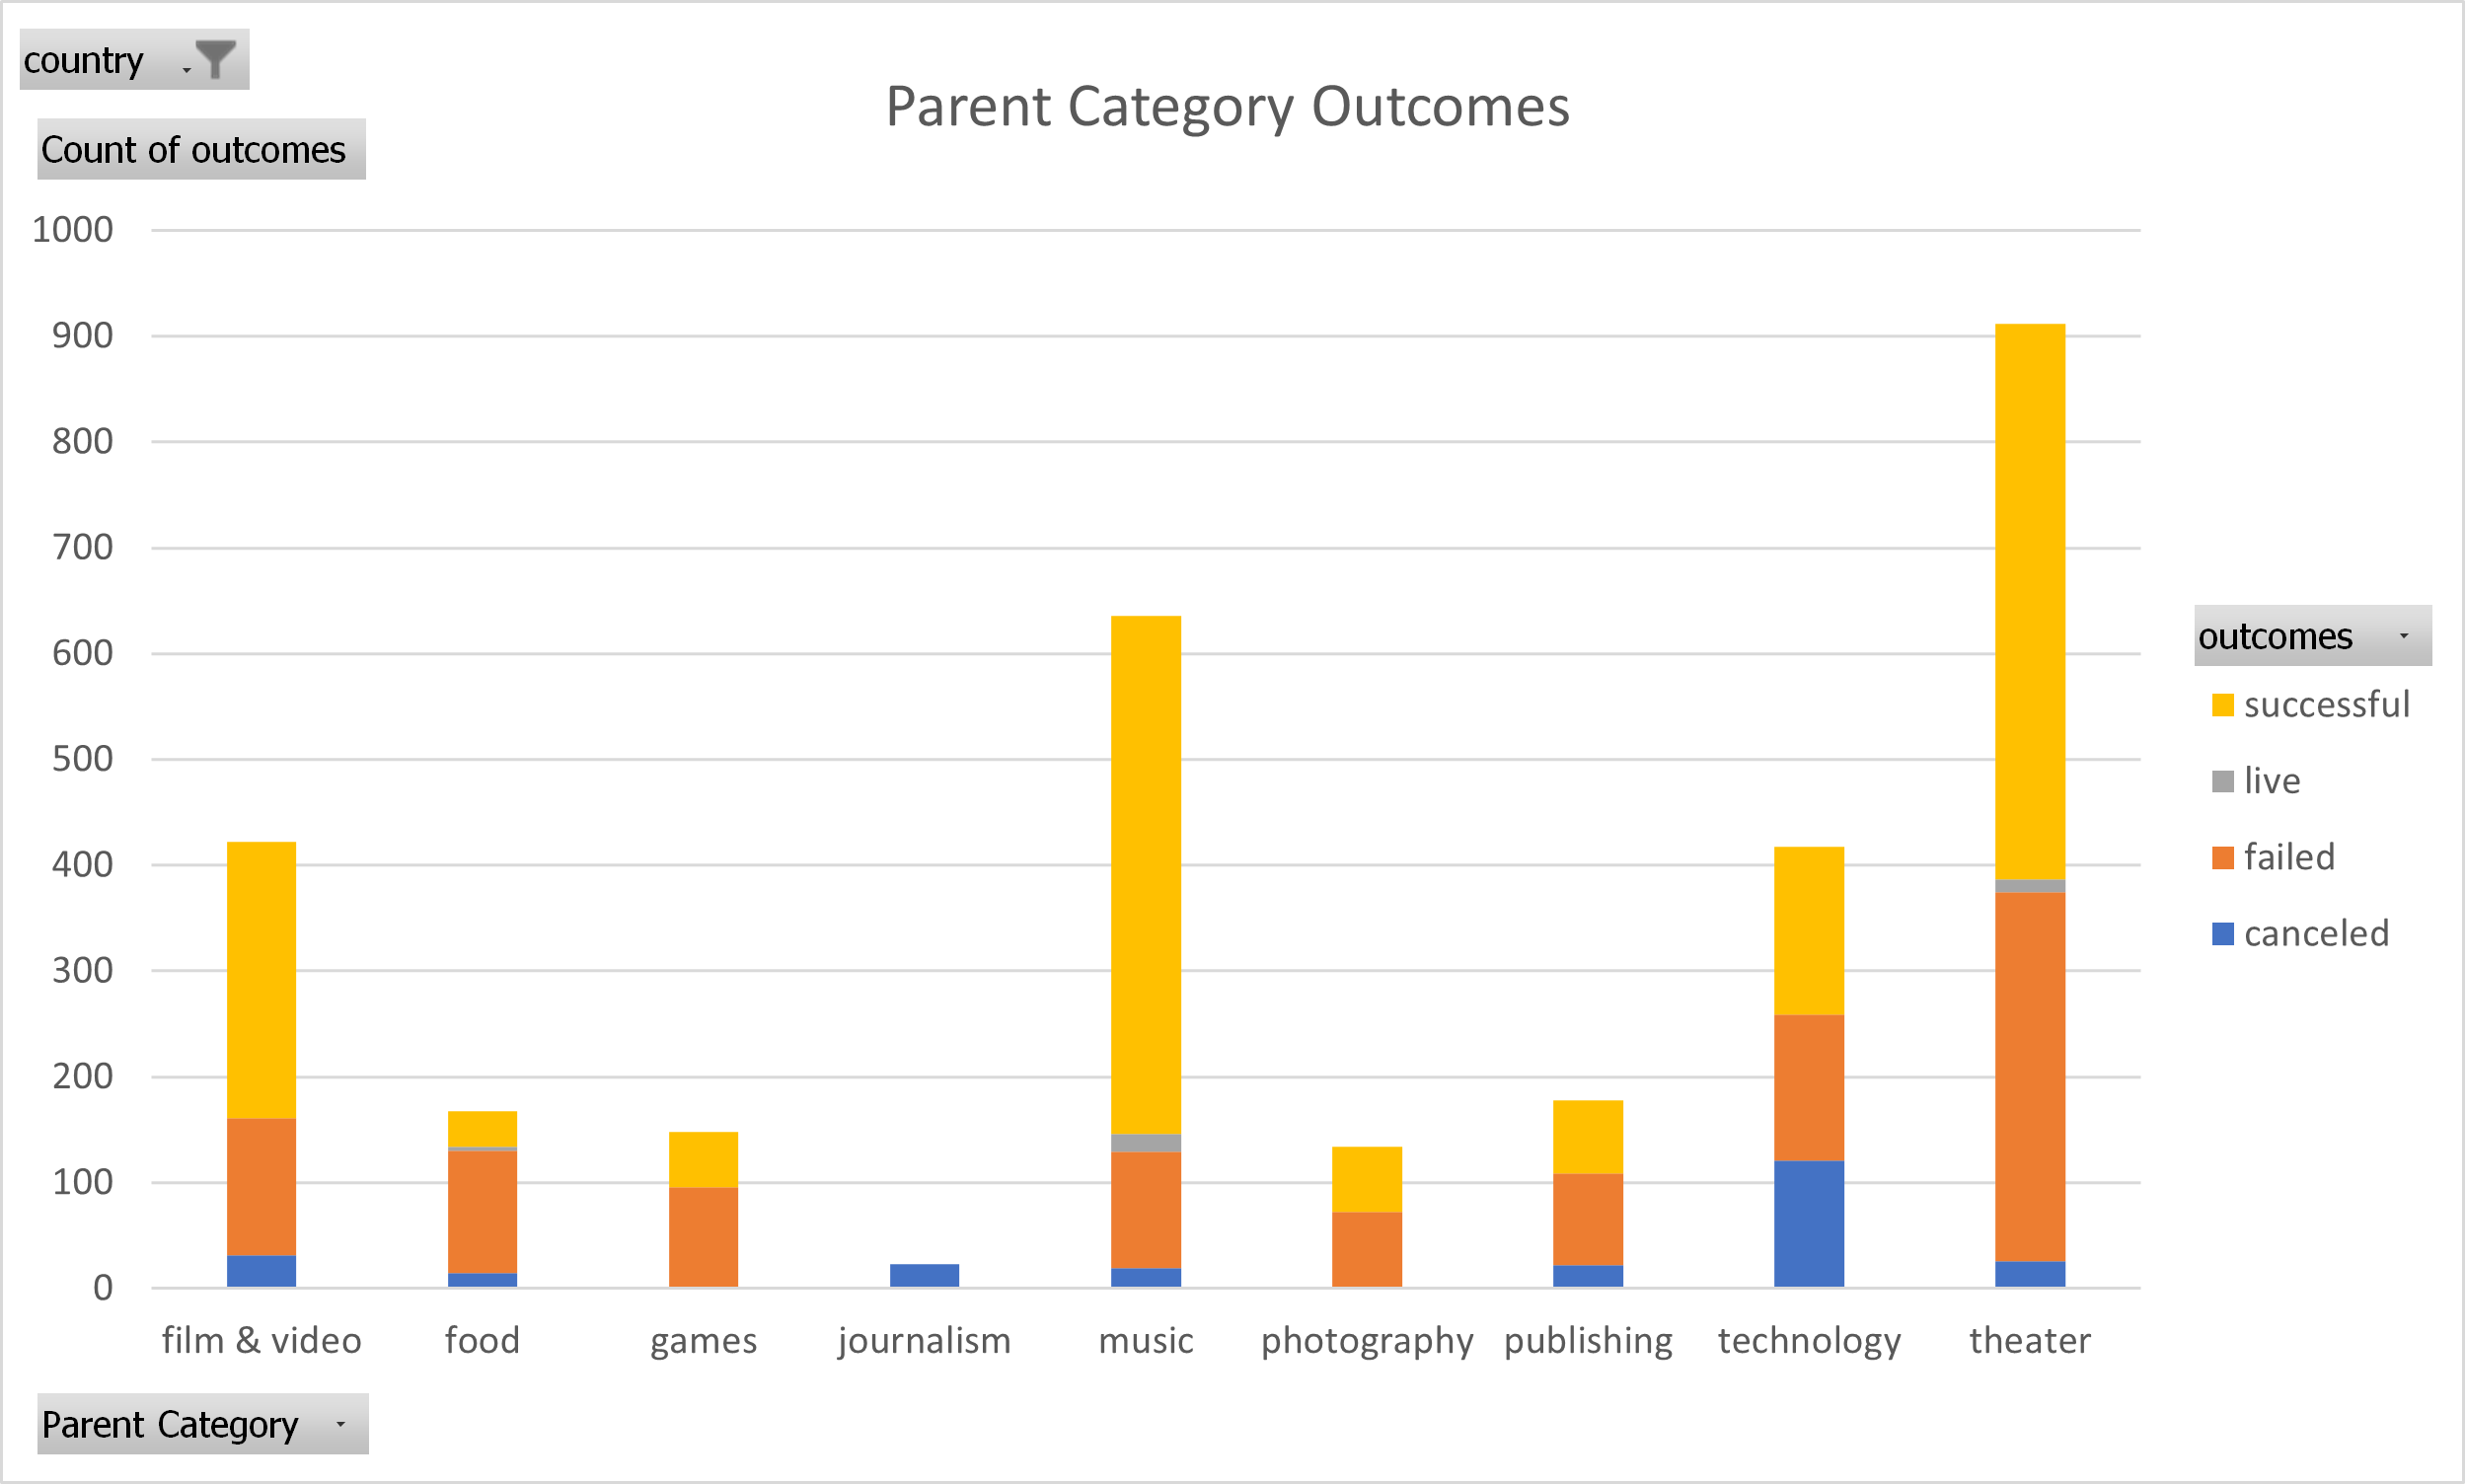 country
Parent Category Outcomes
Count of outcomes
1000
900
800
700
600
500
400
300
200
100
0
outcomes
successful
live
failed
canceled
film & video food games journalism music photography publishing technology theater
Parent Category